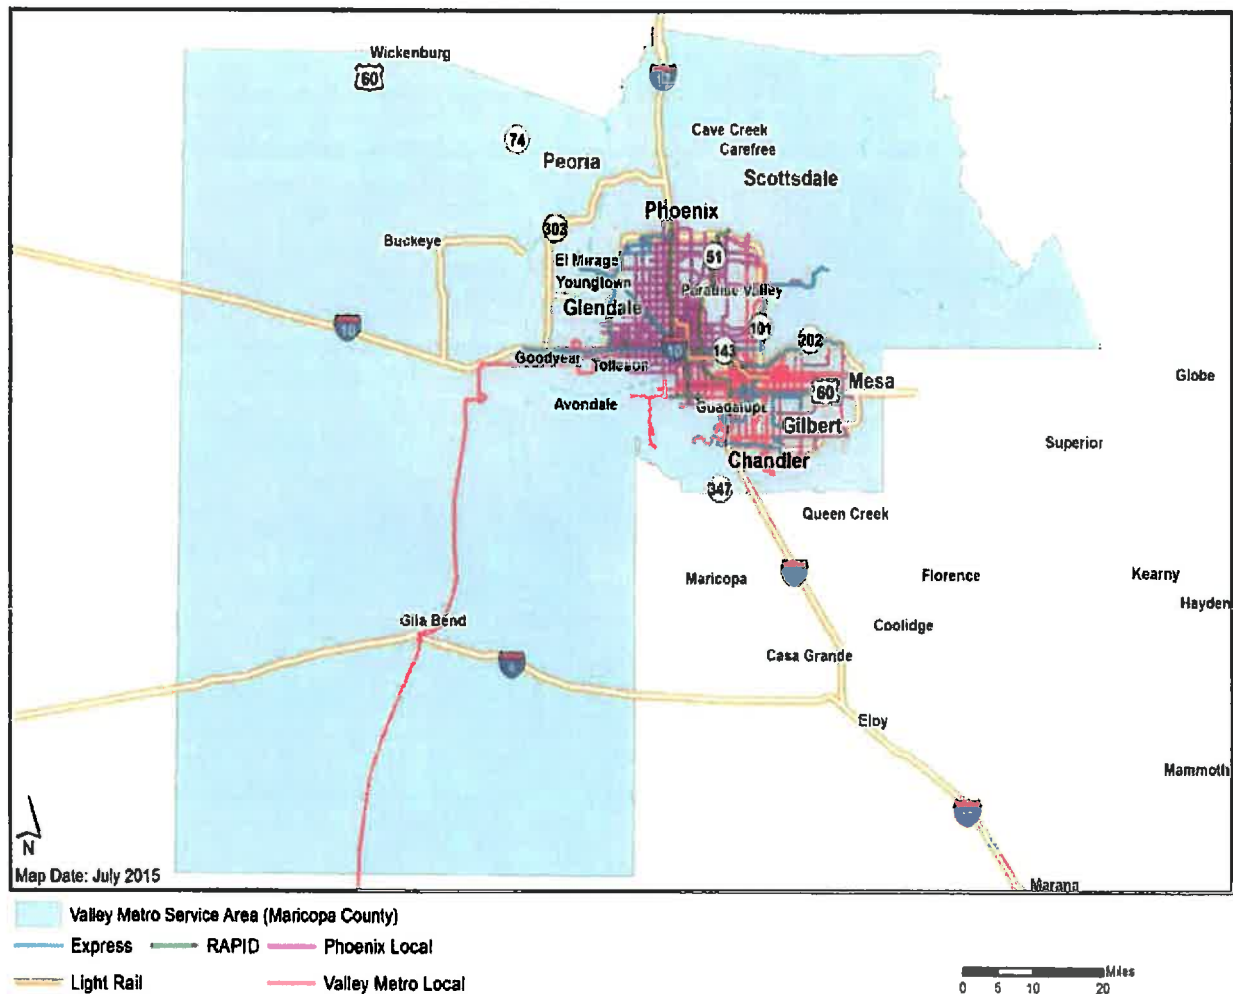 Wickenburg
60
17
74
Cave Creek
Carefree
Peoria
Scottsdale
Phoenix
303
Buckeye
51
El Mirage
Youngtown
Paradise Valley
Glendale
10
101
202
143
10
Goodyear
Tolleson
Mesa
Globe
60
Avondale
Guadalupe
Gilbert
Superior
Chandler
347
Queen Creek
Maricopa
Florence
Kearny
Hayden
Gila Bend
Coolidge
Casa Grande
8
Eloy
Mammoth
N
Map Date: July 2015
Marana
Valley Metro Service Area (Maricopa County)
Express
RAPID
Phoenix Local
Light Rail
Valley Metro Local
Miles
0 5 10 20